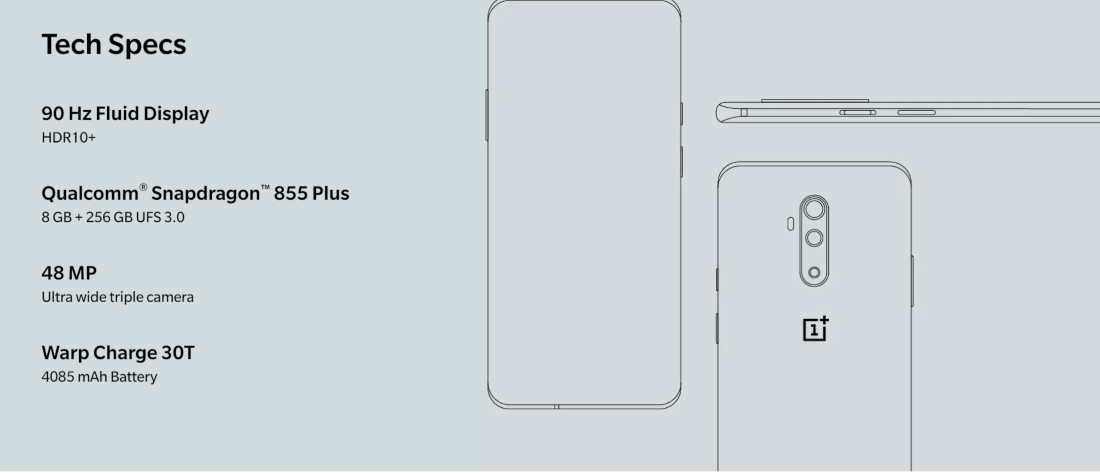 Tech Specs
90 Hz Fluid Display
HDR10+
Qualcomm® Snapdragon™ 855 Plus
8 GB + 256 GB UFS 3.0
48 MP
Ultra wide triple camera
Warp Charge 30T
4085 mAh Battery
1+